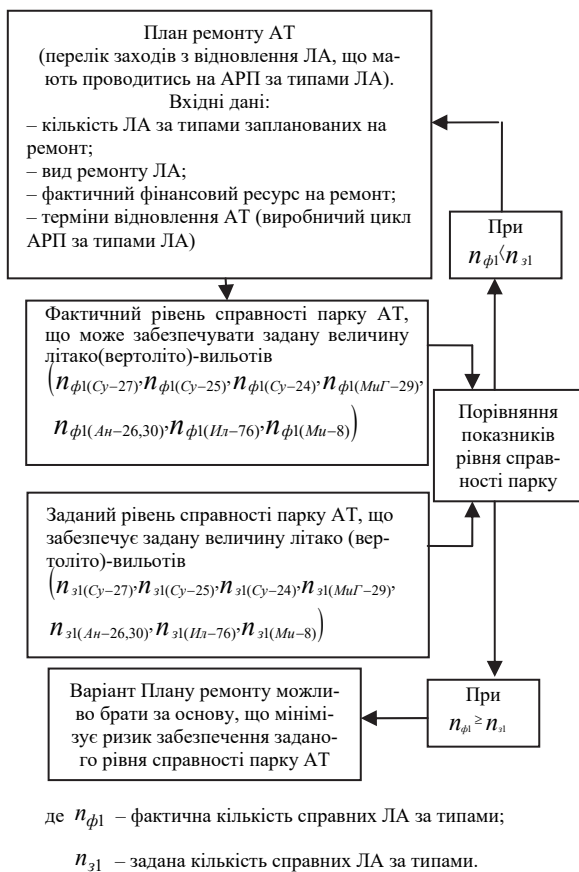 План ремонту АТ
(перелік заходів з відновлення ЛА, що ма-
ють проводитись на АРП за типами ЛА).
Вхідні дані:
– кількість ЛА за типами запланованих на
ремонт;
– вид ремонту ЛА;
– фактичний фінансовий ресурс на ремонт;
– терміни відновлення АТ (виробничий цикл
АРП за типами ЛА)
При
nф1〈nз1
Фактичний рівень справності парку АТ,
що може забезпечувати задану величину
літако(вертоліто)-вильотів
(nф1(Су−27),nф1(Су−25),nф1(Су−24),nф1(МиГ−29),
nф1(Ан−26,30),nф1(Ил−76),nф1(Ми−8))
Порівняння
показників
рівня справ-
ності парку
Заданий рівень справності парку АТ, що
забезпечує задану величину літако (вер-
толіто)-вильотів
(nз1(Су−27),nз1(Су−25),nз1(Су−24),nз1(МиГ−29),
nз1(Ан−26,30),nз1(Ил−76),nз1(Ми−8))
Варіант Плану ремонту можли-
во брати за основу, що мінімі-
зує ризик забезпечення задано-
го рівня справності парку АТ
При
nф1 ≥ nз1
де nф1 – фактична кількість справних ЛА за типами;
nз1 – задана кількість справних ЛА за типами.